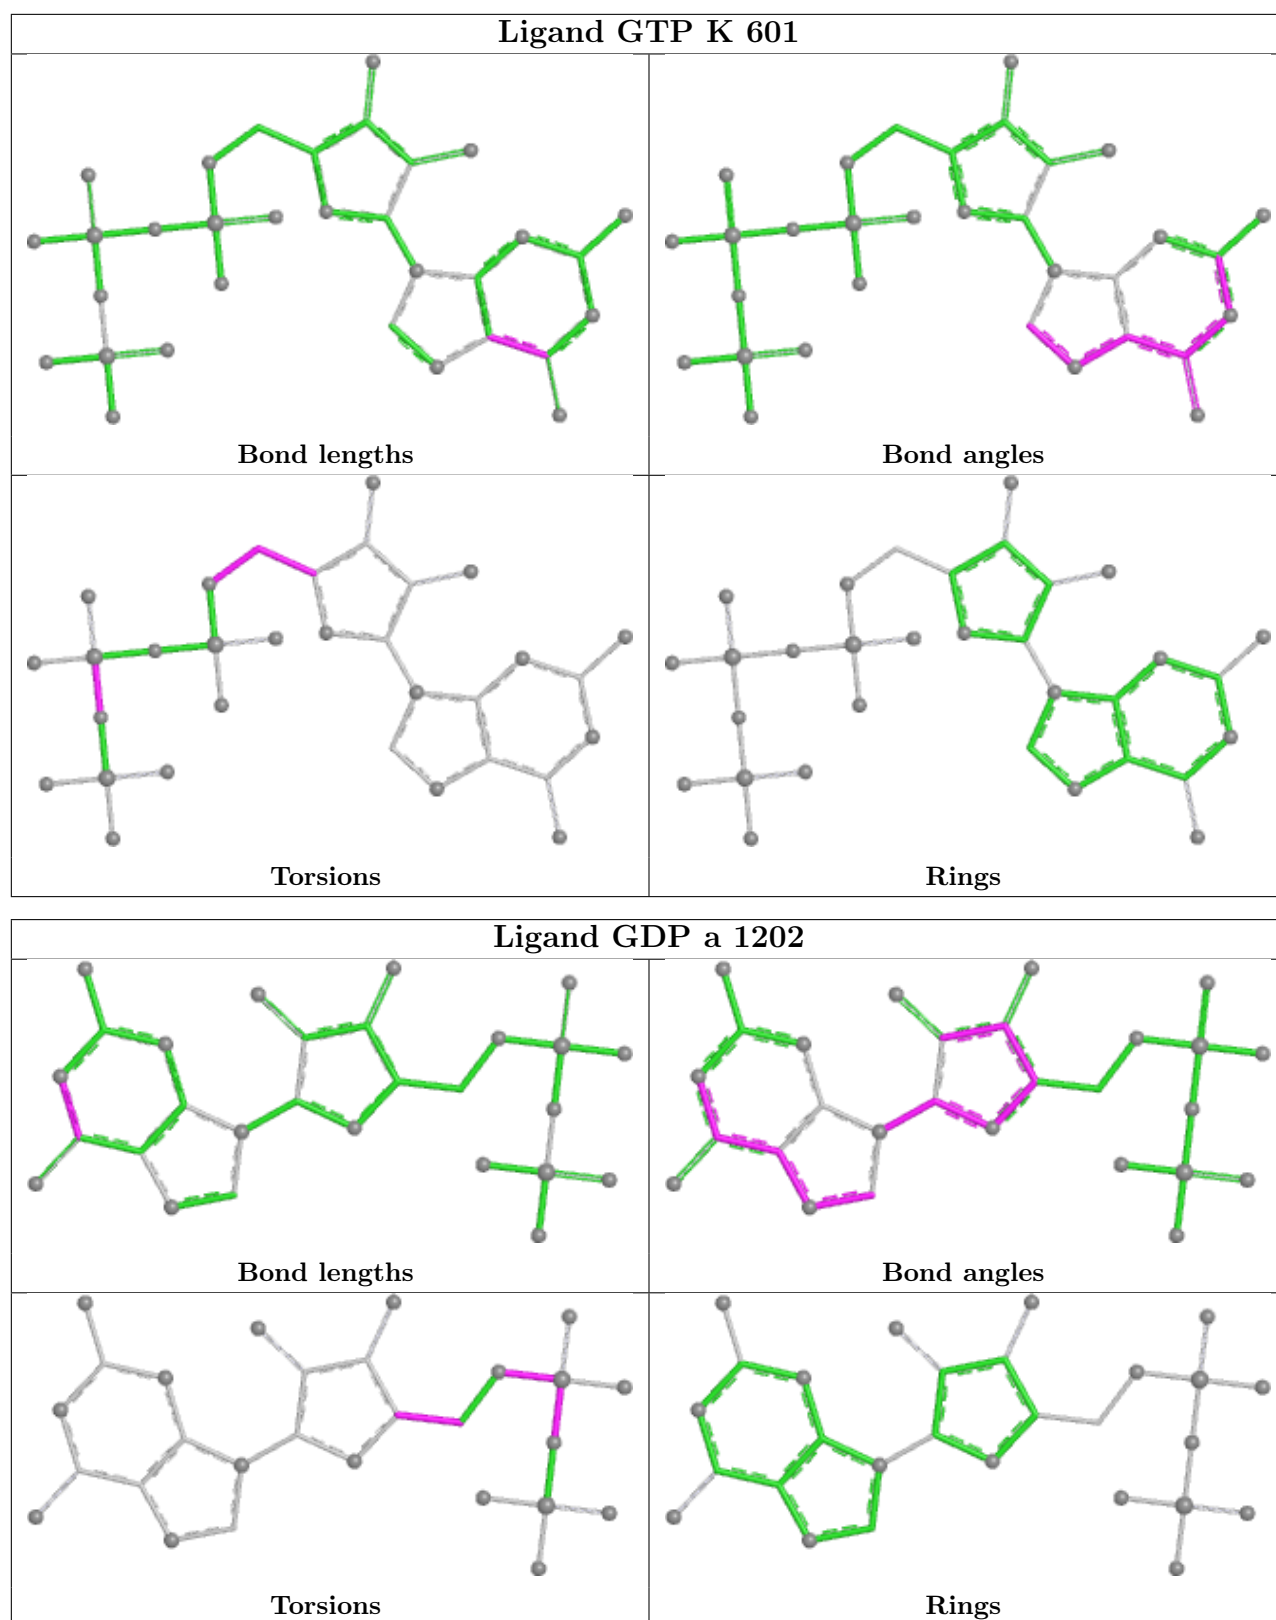 Ligand GTP K 601
Bond lengths
Bond angles
Torsions
Rings
Ligand GDP a 1202
Bond lengths
Bond angles
Torsions
Rings